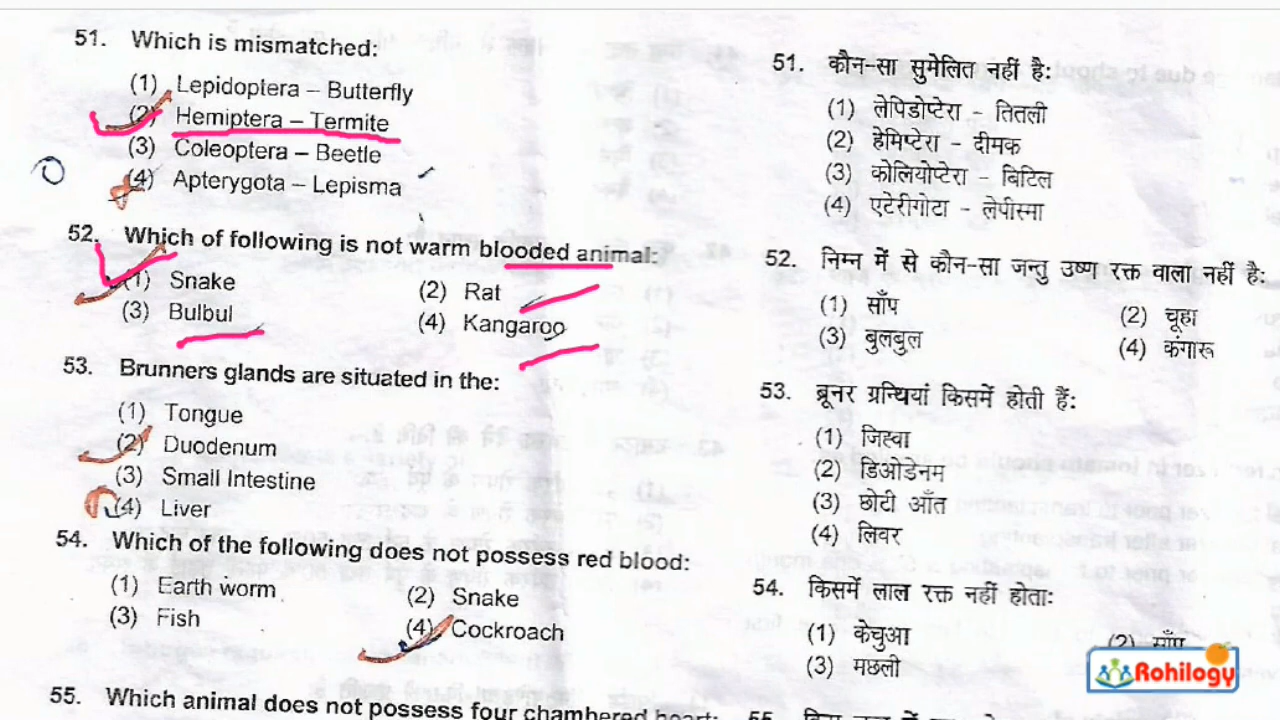 51. Which is mismatched:
(1) Lepidoptera – Butterfly
(2) Hemiptera – Termite
(3) Coleoptera – Beetle
(4) Apterygota – Lepisma
52. Which of following is not warm blooded animal:
(1) Snake (2) Rat
(3) Bulbul (4) Kangaroo
53. Brunners glands are situated in the:
(1) Tongue
(2) Duodenum
(3) Small Intestine
(4) Liver
54. Which of the following does not possess red blood:
(1) Earth worm (2) Snake
(3) Fish (4) Cockroach
55. Which animal does not possess four chambered heart:
51. कौन-सा सुमेलित नहीं है:
(1) लेपिडोप्टेरा – तितली
(2) हेमिप्टेरा – दीमक
(3) कोलियोप्टेरा – बिटिल
(4) एटेरीगोटा – लेपीस्मा
52. निम्न में से कौन-सा जन्तु उष्ण रक्त वाला नहीं है:
(1) साँप (2) चूहा
(3) बुलबुल (4) कंगारू
53. ब्रूनर ग्रन्थियां किसमें होती हैं:
(1) जिह्वा
(2) डिओडेनम
(3) छोटी आँत
(4) लिवर
54. किसमें लाल रक्त नहीं होता:
(1) केचुआ (2) साँप
(3) मछली
55.
Rohilogy